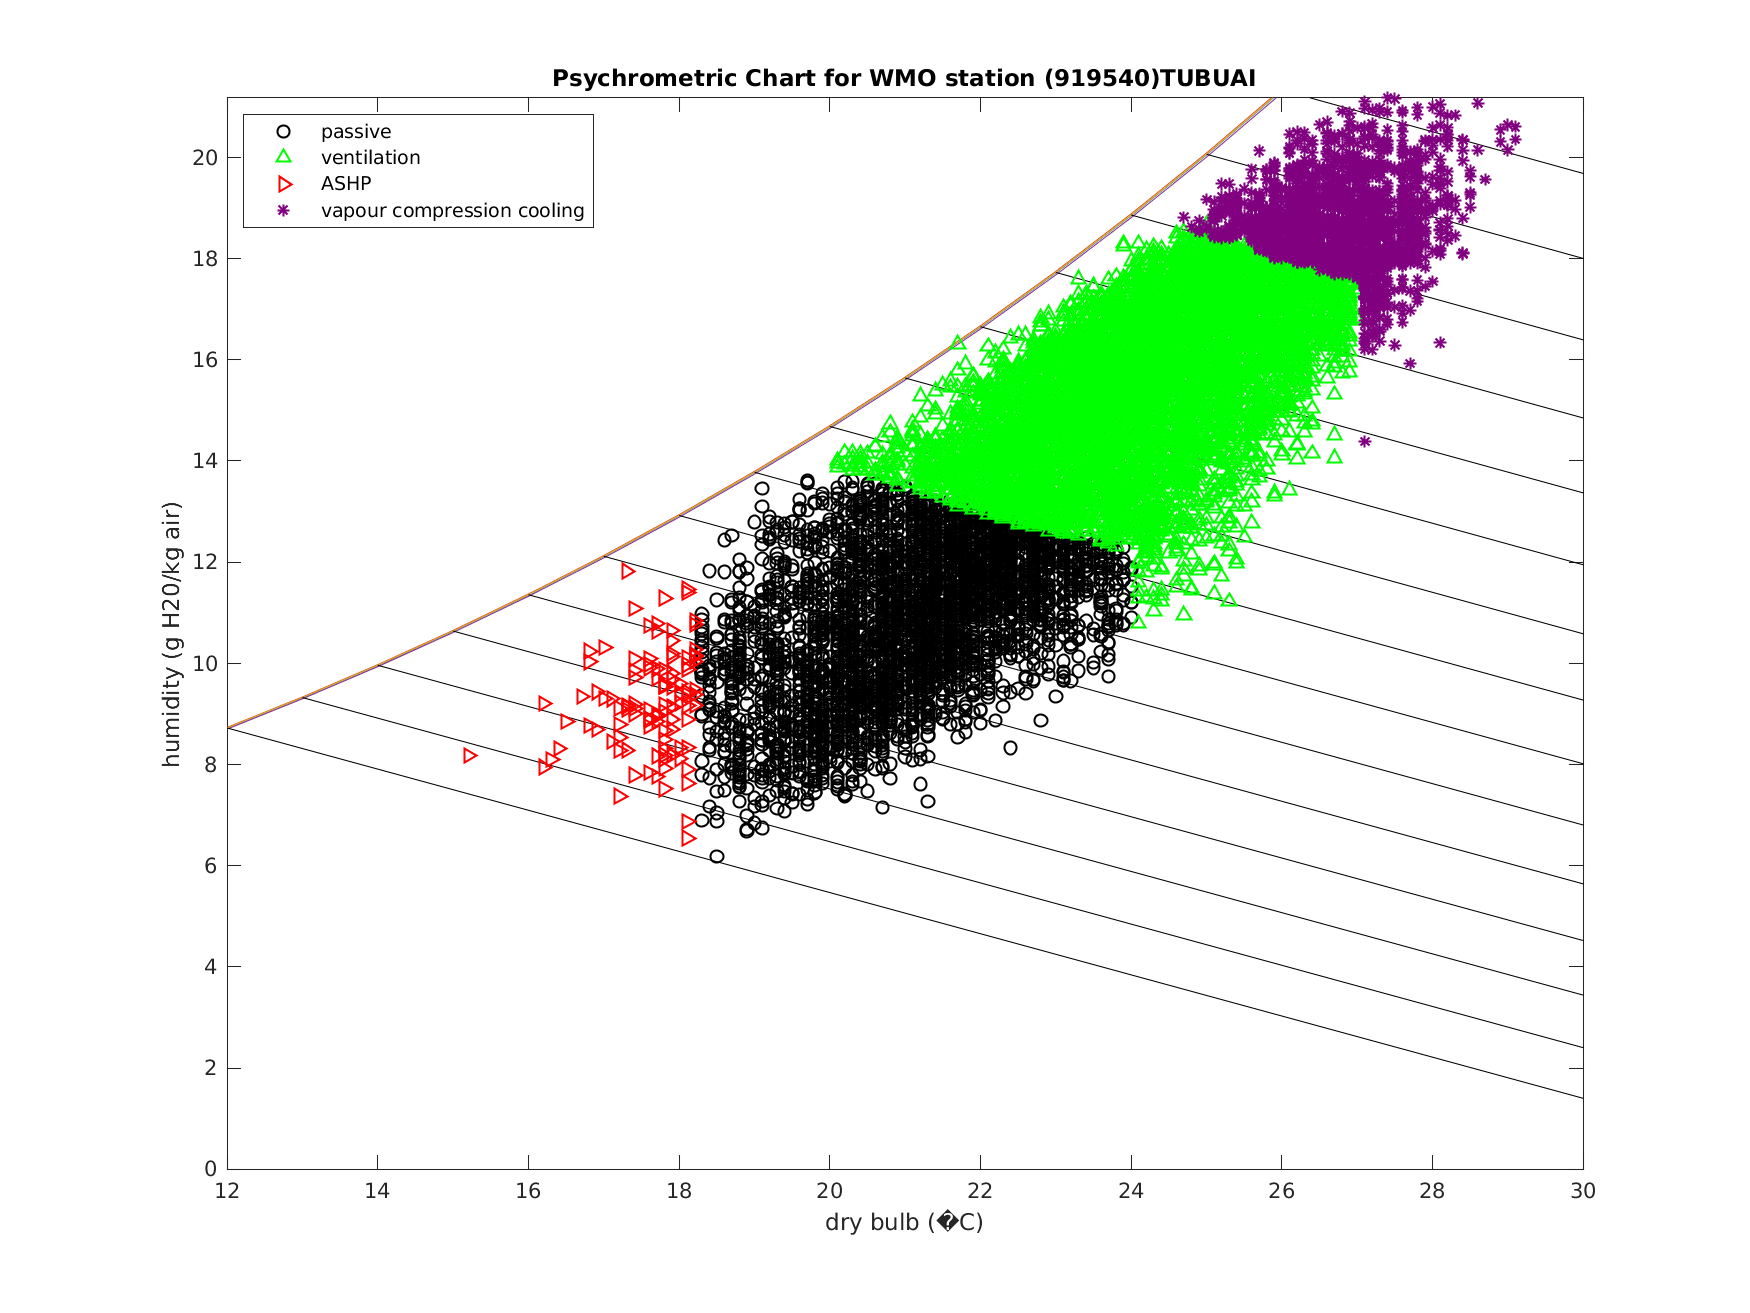 Psychrometric Chart for WMO station (919540)TUBUAI
passive
ventilation
ASHP
vapour compression cooling
20
18
16
14
12
10
8
6
4
2
0
humidity (g H20/kg air)
12 14 16 18 20 22 24 26 28 30
dry bulb (�C)